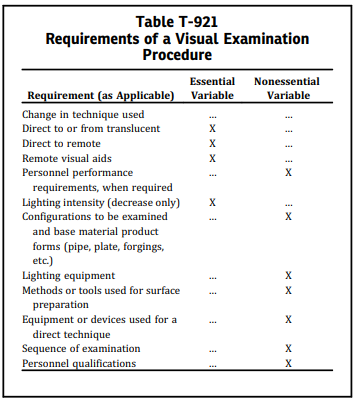 Table T-921
Requirements of a Visual Examination
Procedure
Essential Nonessential
Requirement (as Applicable) Variable Variable
Change in technique used ... ...
Direct to or from translucent X ...
Direct to remote X ...
Remote visual aids X ...
Personnel performance ... X
requirements, when required
Lighting intensity (decrease only) X ...
Configurations to be examined ... X
and base material product
forms (pipe, plate, forgings,
etc.)
Lighting equipment ... X
Methods or tools used for surface ... X
preparation
Equipment or devices used for a ... X
direct technique
Sequence of examination ... X
Personnel qualifications ... X